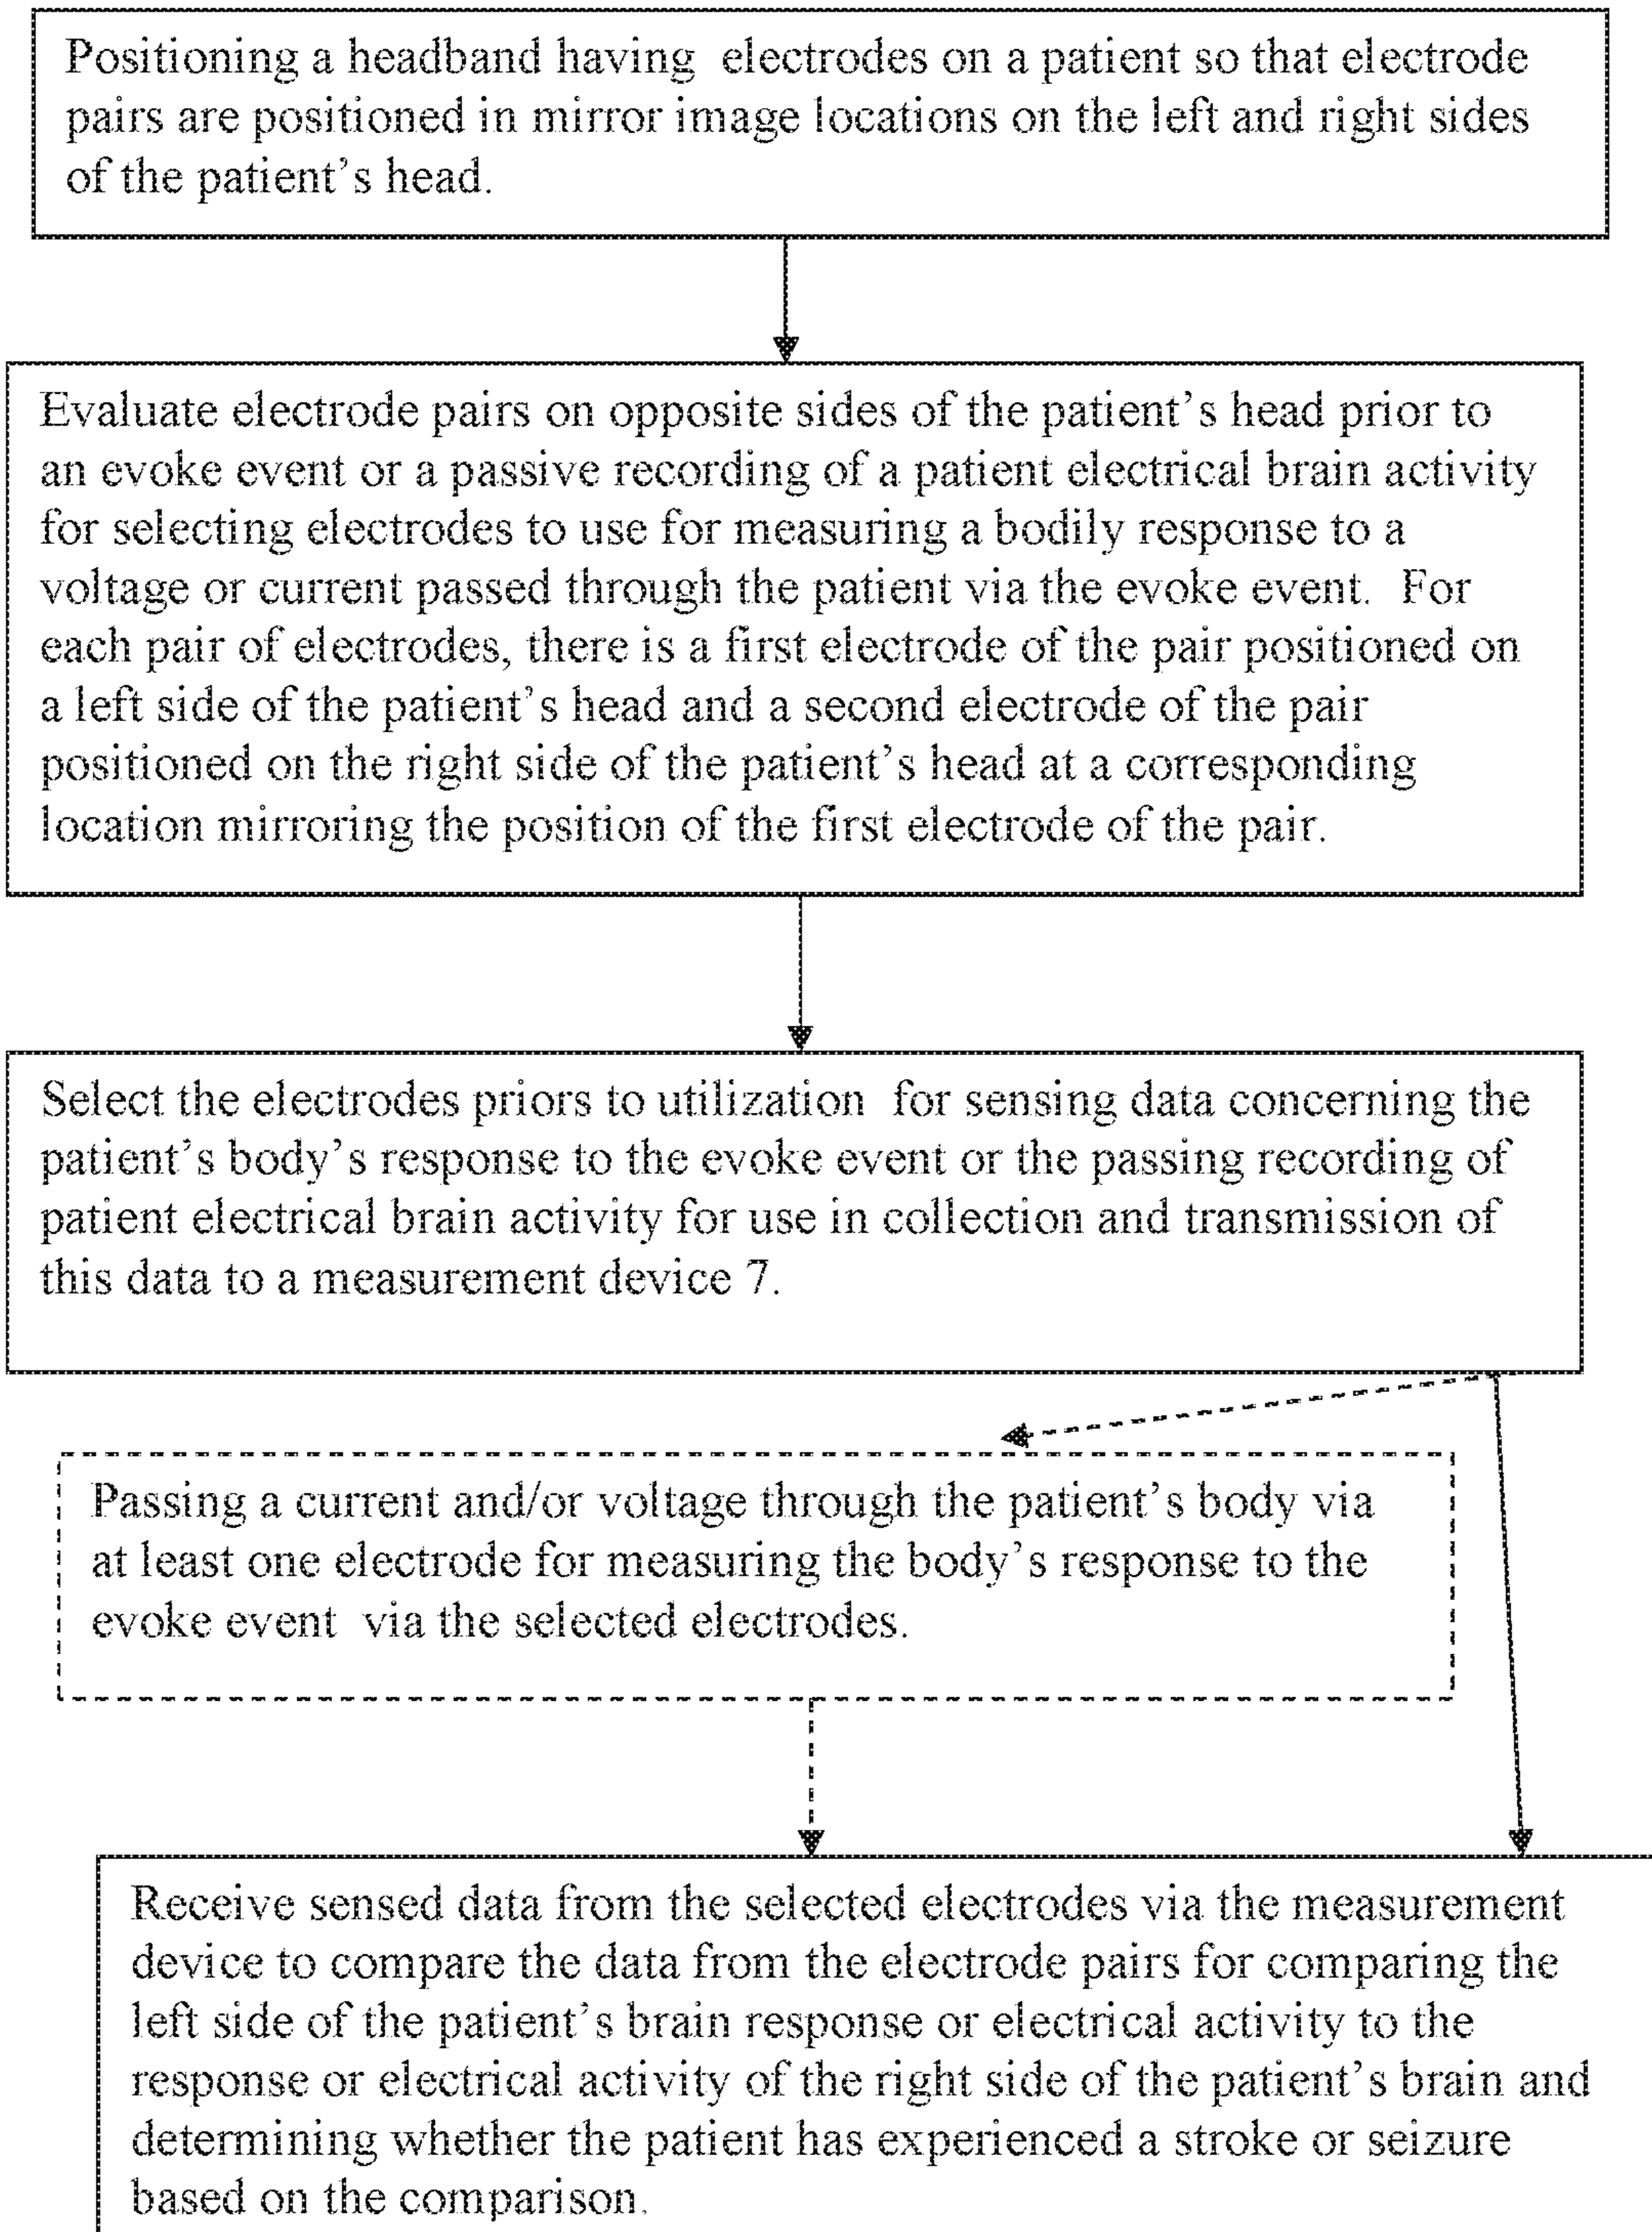 Positioning a headband having  electrodes on a patient so that electrode
pairs are positioned in mirror image locations on the left and right sides
of the patient’s head.
Evaluate electrode pairs on opposite sides of the patient’s head prior to
an evoke event or a passive recording of a patient electrical brain activity
for selecting electrodes to use for measuring a bodily response to a
voltage or current passed through the patient via the evoke event.  For
each pair of electrodes, there is a first electrode of the pair positioned on
a left side of the patient’s head and a second electrode of the pair
positioned on the right side of the patient’s head at a corresponding
location mirroring the position of the first electrode of the pair.
Select the electrodes priors to utilization  for sensing data concerning the
patient’s body’s response to the evoke event or the passing recording of
patient electrical brain activity for use in collection and transmission of
this data to a measurement device 7.
Passing a current and/or voltage through the patient’s body via
at least one electrode for measuring the body’s response to the
evoke event  via the selected electrodes.
Receive sensed data from the selected electrodes via the measurement
device to compare the data from the electrode pairs for comparing the
left side of the patient’s brain response or electrical activity to the
response or electrical activity of the right side of the patient’s brain and
determining whether the patient has experienced a stroke or seizure
based on the comparison.